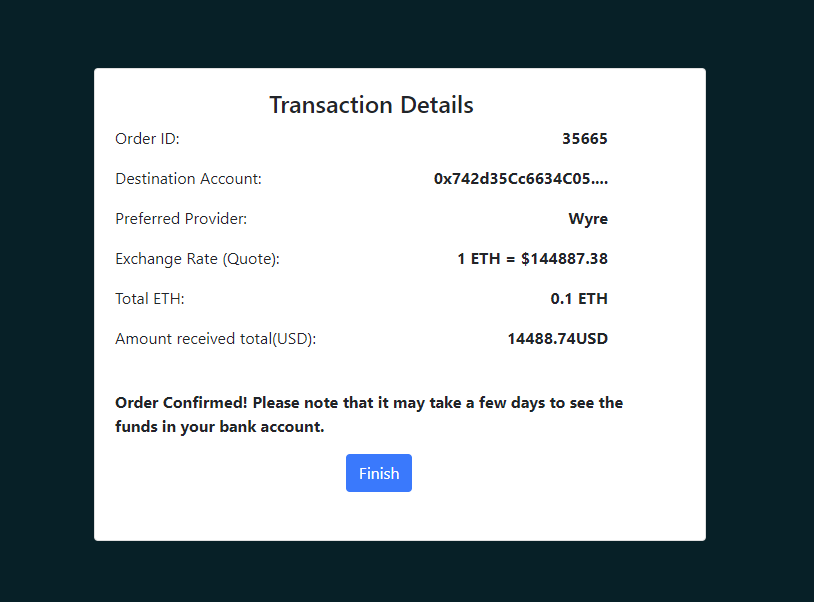 Transaction Details
Order ID: 35665
Destination Account: 0x742d35Cc6634C05....
Preferred Provider: Wyre
Exchange Rate (Quote): 1 ETH = $144887.38
Total ETH: 0.1 ETH
Amount received total(USD): 14488.74USD
Order Confirmed! Please note that it may take a few days to see the
funds in your bank account.
Finish